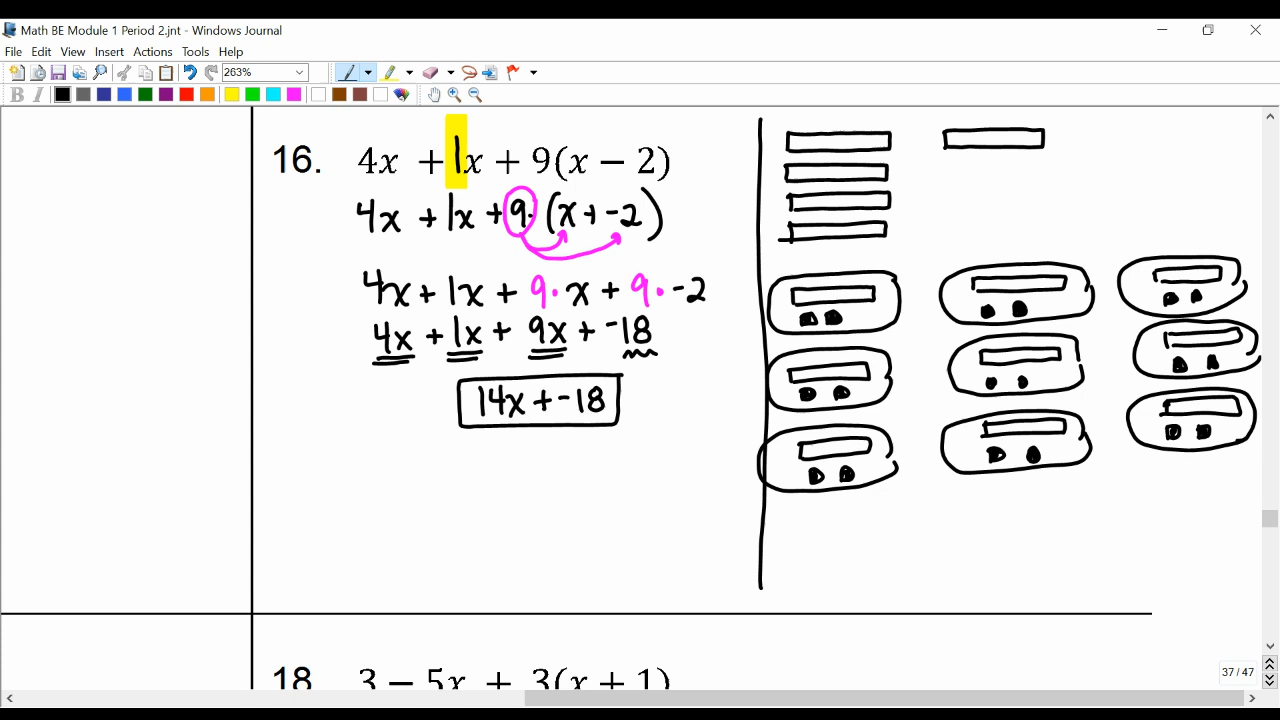 Math BE Module 1 Period 2.jnt - Windows Journal
File Edit View Insert Actions Tools Help
263%
B I
16. 4x + 1x + 9(x − 2)
4x + 1x + 9·(x + -2)
4x + 1x + 9·x + 9·-2
4x + 1x + 9x + -18
14x + -18
18. 3 − 5x + 3(x + 1)
37 / 47